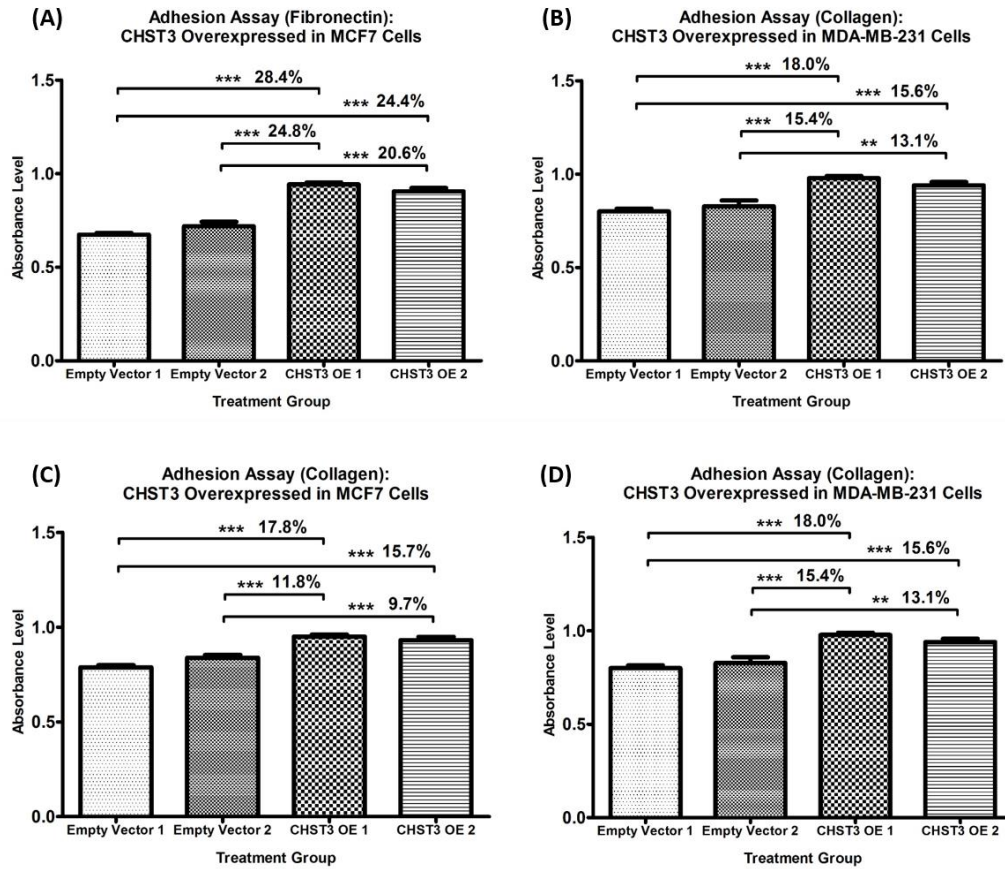 (A)
Adhesion Assay (Fibronectin):
CHST3 Overexpressed in MCF7 Cells
*** 28.4%
*** 24.4%
*** 24.8%
*** 20.6%
1.5
1.0
0.5
0.0
Absorbance Level
Empty Vector 1 Empty Vector 2 CHST3 OE 1 CHST3 OE 2
Treatment Group
(B)
Adhesion Assay (Collagen):
CHST3 Overexpressed in MDA-MB-231 Cells
*** 18.0%
*** 15.6%
*** 15.4%
** 13.1%
1.5
1.0
0.5
0.0
Absorbance Level
Empty Vector 1 Empty Vector 2 CHST3 OE 1 CHST3 OE 2
Treatment Group
(C)
Adhesion Assay (Collagen):
CHST3 Overexpressed in MCF7 Cells
*** 17.8%
*** 15.7%
*** 11.8%
*** 9.7%
1.5
1.0
0.5
0.0
Absorbance Level
Empty Vector 1 Empty Vector 2 CHST3 OE 1 CHST3 OE 2
Treatment Group
(D)
Adhesion Assay (Collagen):
CHST3 Overexpressed in MDA-MB-231 Cells
*** 18.0%
*** 15.6%
*** 15.4%
** 13.1%
1.5
1.0
0.5
0.0
Absorbance Level
Empty Vector 1 Empty Vector 2 CHST3 OE 1 CHST3 OE 2
Treatment Group